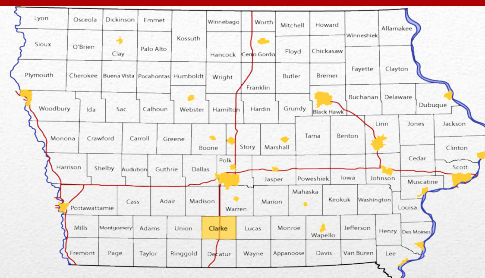 Lynn Osceola Dickinson Emmet Winnebago Worth Mitchell Howard Allamakee
Kossuth Winneshiek
Sioux O'Brien Clay Palo Alto Hancock Cerro Gordo Floyd Chickasaw
Plymouth Cherokee Buena Vista Pocahontas Humboldt Wright Franklin Butler Bremer Fayette Clayton
Woodbury Ida Sac Calhoun Webster Hamilton Hardin Grundy Black Hawk Buchanan Delaware Dubuque
Monona Crawford Carroll Greene Boone Story Marshall Tama Benton Linn Jones Jackson
Harrison Shelby Audubon Guthrie Dallas Polk Jasper Poweshiek Iowa Johnson Cedar Clinton
Scott
Muscatine
Pottawattamie Cass Adair Madison Warren Marion Mahaska Keokuk Washington Louisa
Mills Montgomery Adams Union Clarke Lucas Monroe Wapello Jefferson Henry Des Moines
Fremont Page Taylor Ringgold Decatur Wayne Appanoose Davis Van Buren Lee